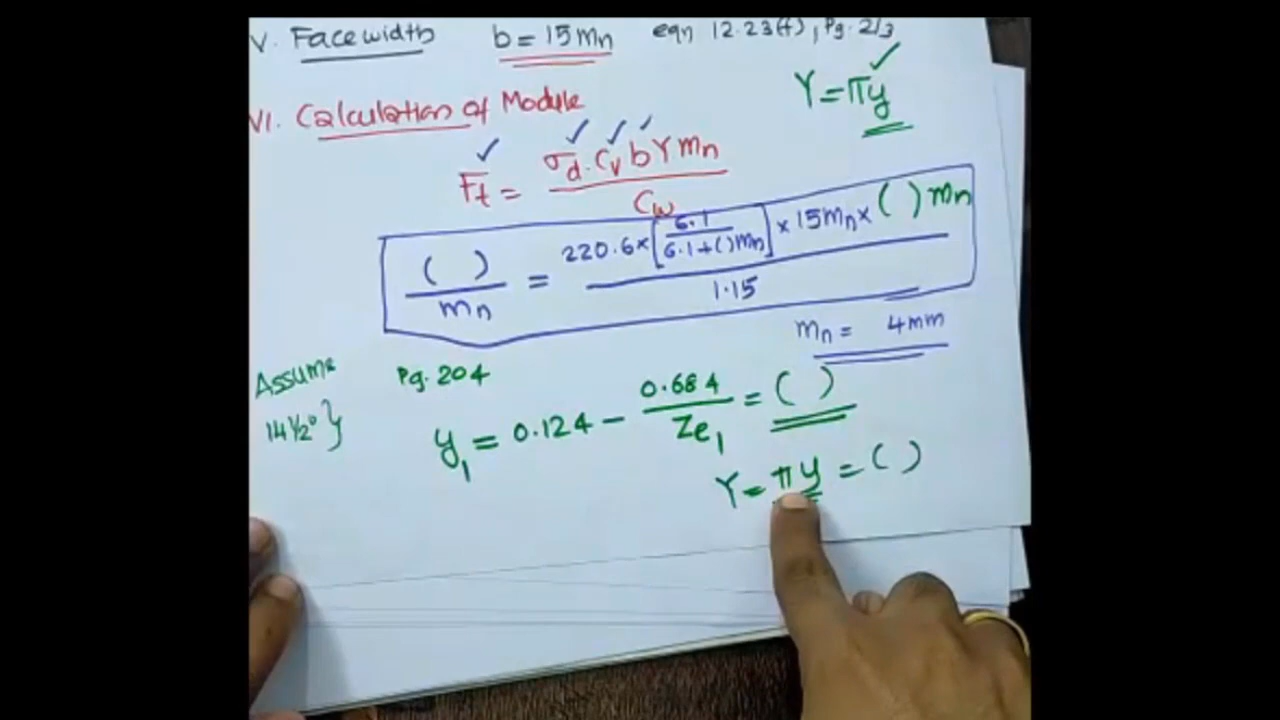 V. Facewidth b = 15mn eqn 12.23(f), Pg. 213
Y = πy
VI. Calculation of Module
Ft = σd. Cv b Y mn / Cw
( ) / mn = 220.6 × [6.1 / 6.1 + ( ) mn] × 15mn × ( ) mn / 1.15
mn = 4mm
Assume Pg. 204
14½° }
y1 = 0.124 − 0.684 / Ze1 = ( )
Y = πy = ( )